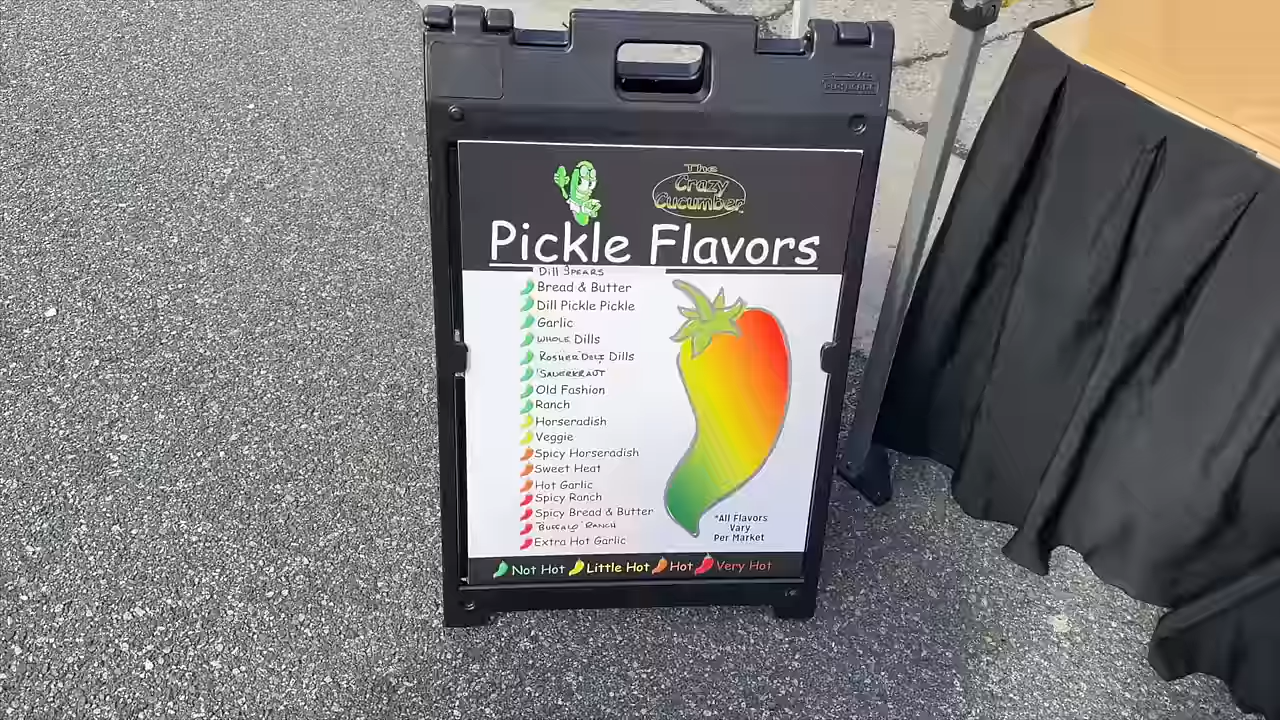 The
Crazy
Cucumber
Pickle Flavors
Dill SPEARS
Bread & Butter
Dill Pickle Pickle
Garlic
WHOLE Dills
KOSHER DELI Dills
SAUERKRAUT
Old Fashion
Ranch
Horseradish
Veggie
Spicy Horseradish
Sweet Heat
Hot Garlic
Spicy Ranch
Spicy Bread & Butter
BUFFALO RANCH
Extra Hot Garlic
*All Flavors
Vary
Per Market
Not Hot Little Hot Hot Very Hot